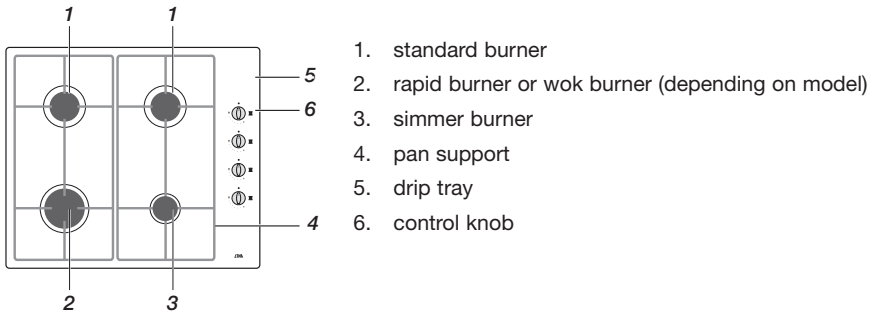 1 1
5
6
4
2 3
1. standard burner
2. rapid burner or wok burner (depending on model)
3. simmer burner
4. pan support
5. drip tray
6. control knob